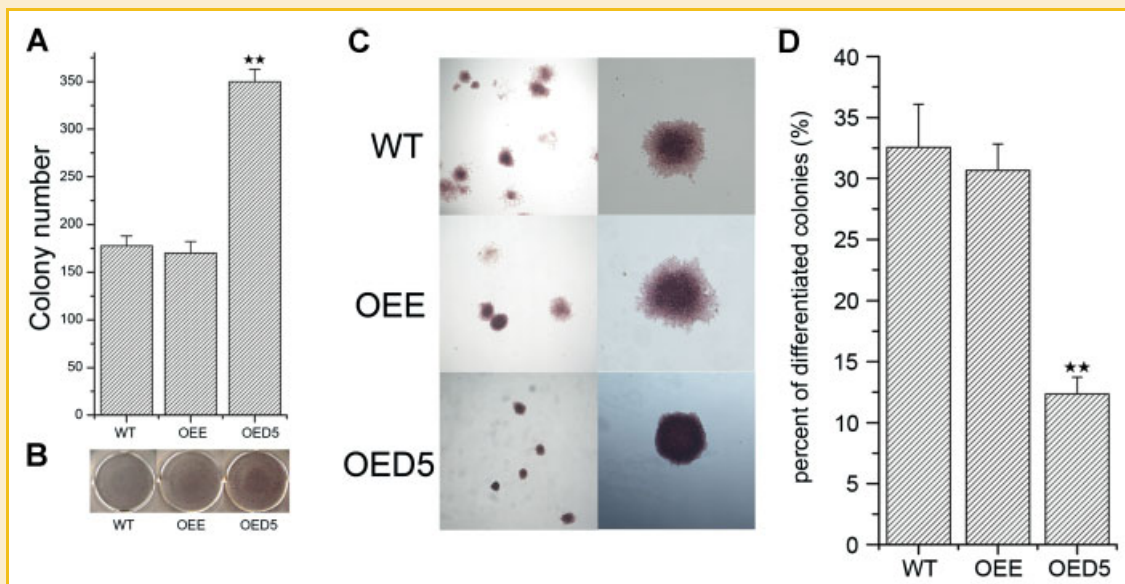 A
Colony number
350
300
250
200
175
150
100
50
0
★★
WT OEE OED5
B
WT OEE OED5
C
WT
OEE
OED5
D
percent of differentiated colonies (%)
40
35
30
25
20
15
10
5
0
★★
WT OEE OED5